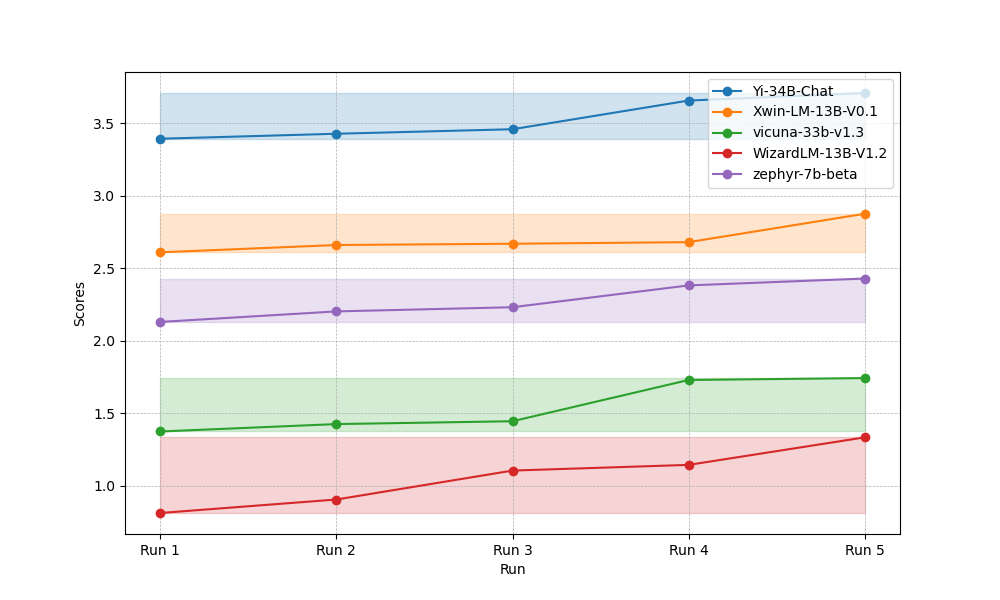 Yi-34B-Chat
Xwin-LM-13B-V0.1
vicuna-33b-v1.3
WizardLM-13B-V1.2
zephyr-7b-beta
3.5
3.0
2.5
2.0
1.5
1.0
Scores
Run 1 Run 2 Run 3 Run 4 Run 5
Run